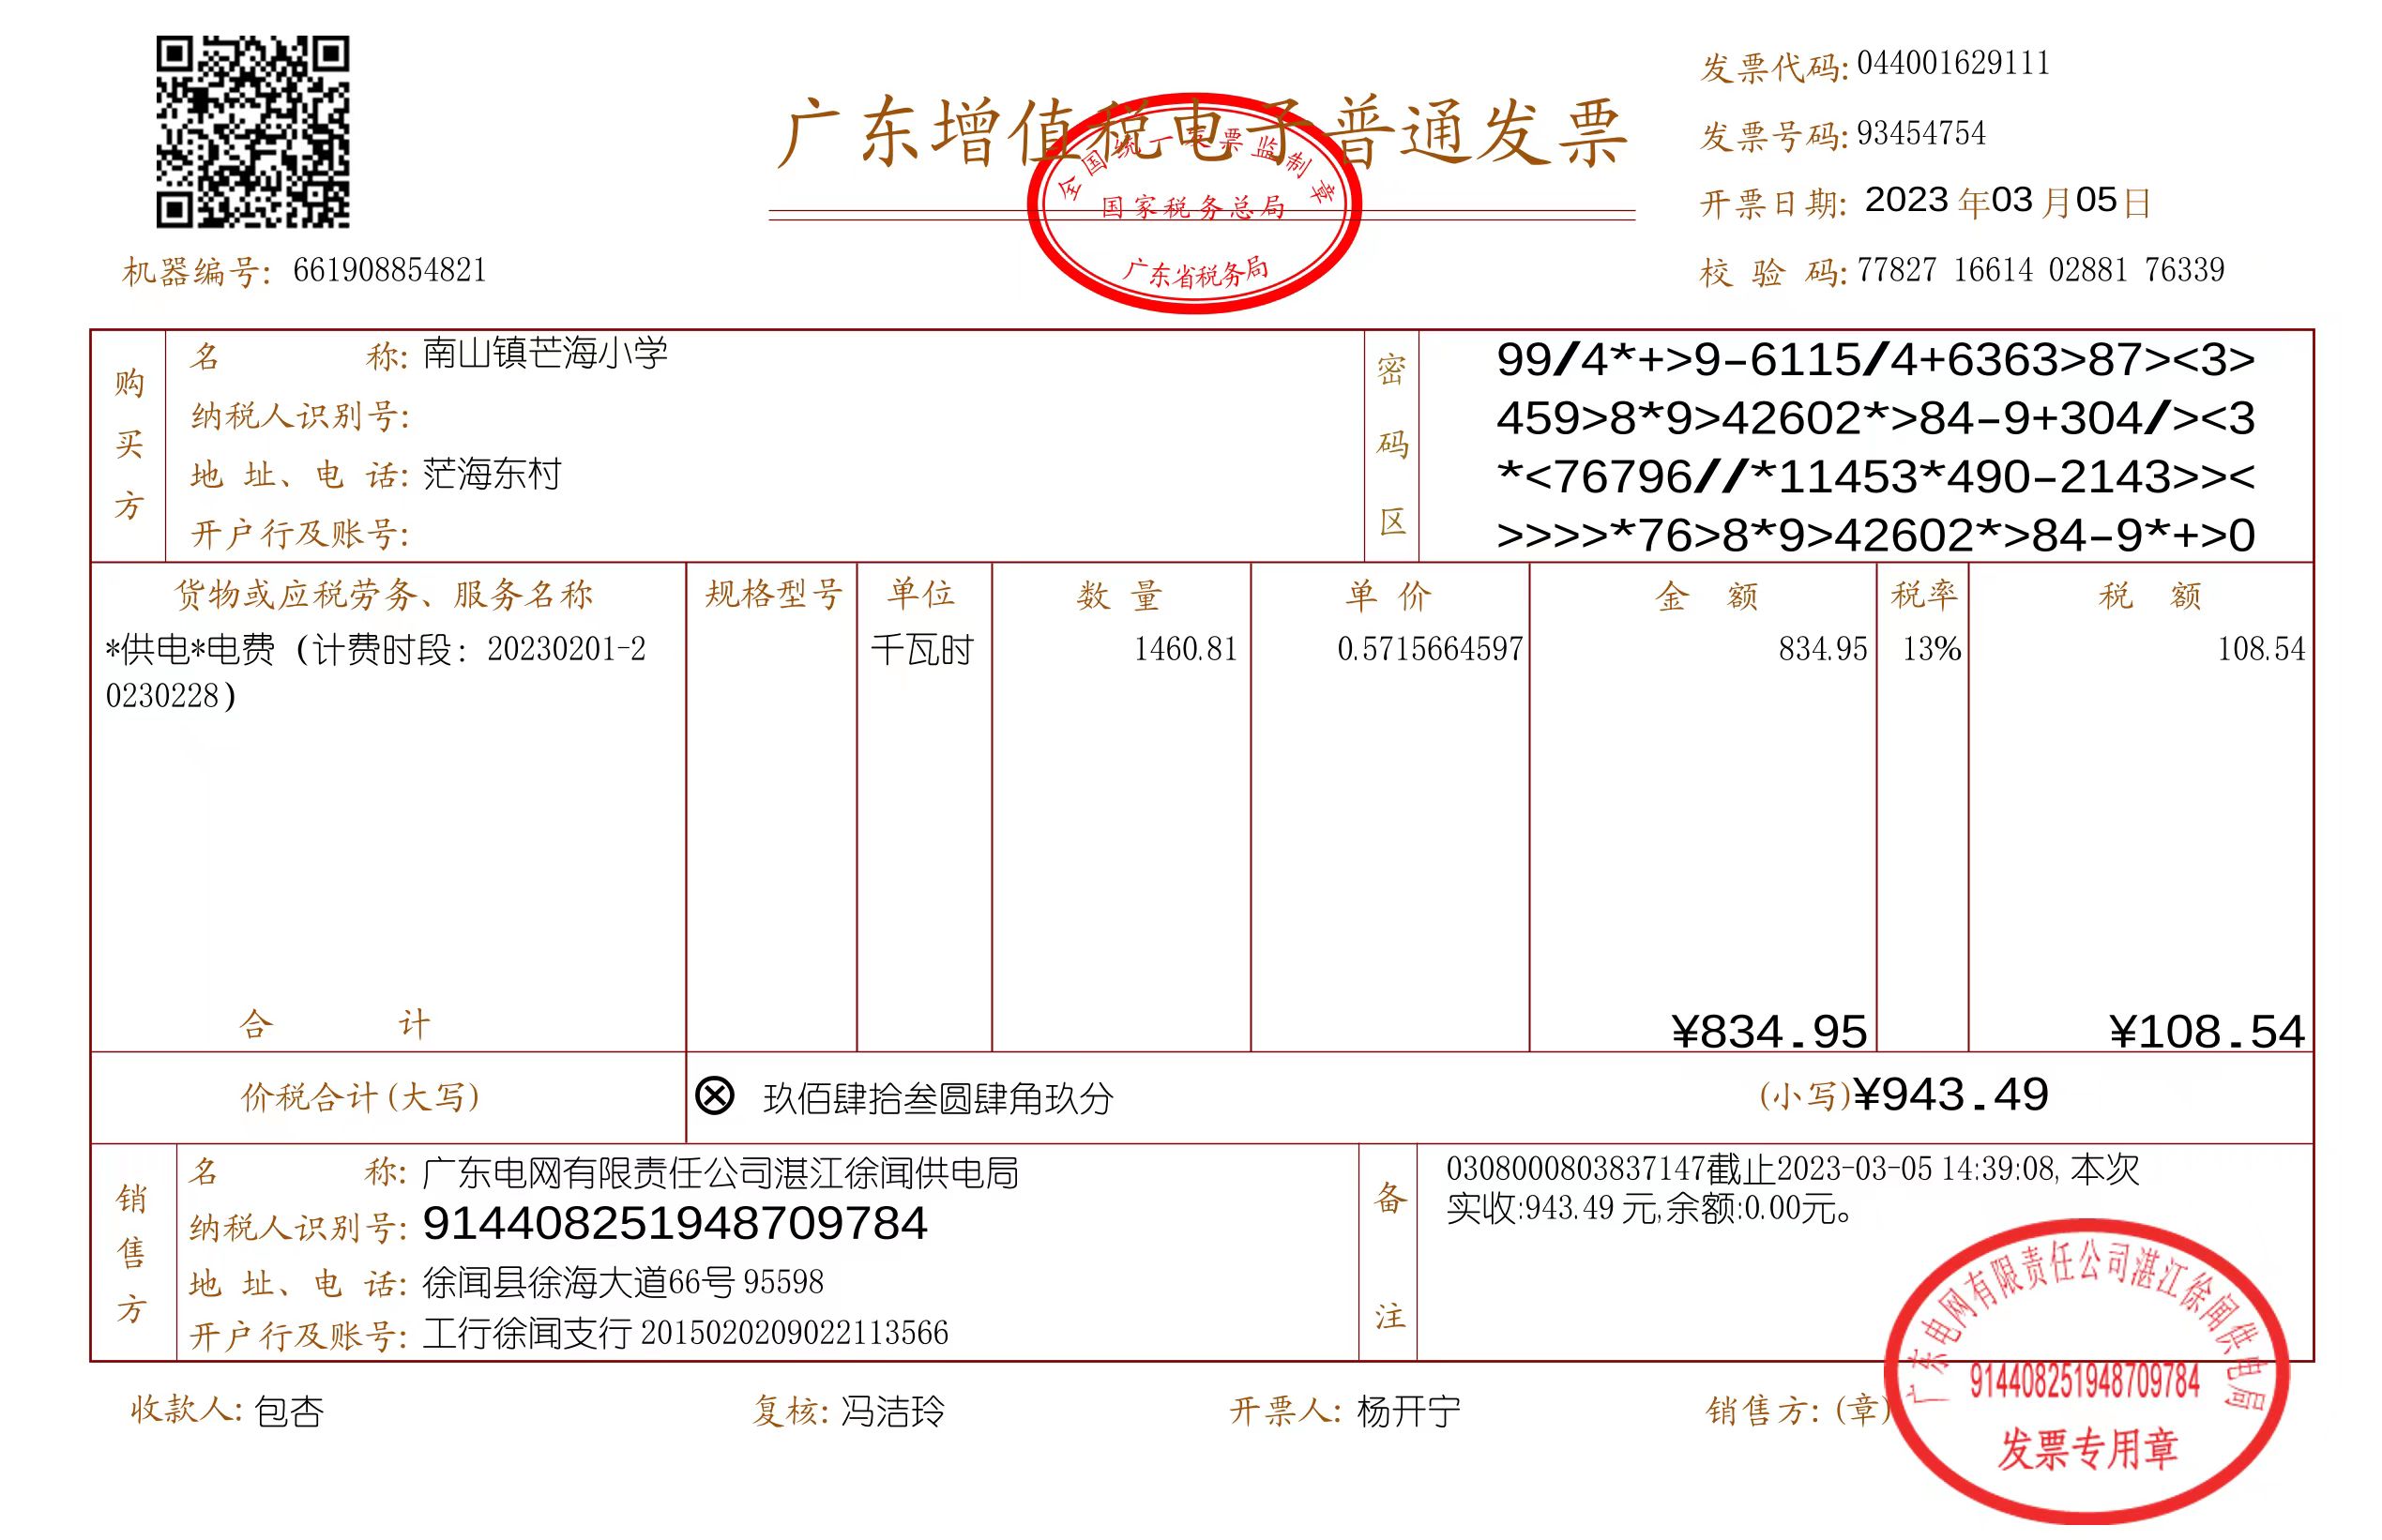 发票代码:044001629111
广东增值税电子普通发票
发票号码:93454754
全国统一发票监制章
国家税务总局
广东省税务局
开票日期: 2023 年03 月05日
机器编号: 661908854821
校 验 码:77827 16614 02881 76339
购买方
名 称: 南山镇芒海小学
纳税人识别号:
地 址、电 话: 茫海东村
开户行及账号:
密码区
99/4*+>9-6115/4+6363>87><3>
459>8*9>42602*>84-9+304/><3
*<76796//*11453*490-2143>><
>>>>*76>8*9>42602*>84-9*+>0
货物或应税劳务、服务名称 规格型号 单位 数 量 单 价 金 额 税率 税 额
*供电*电费（计费时段: 20230201-2 千瓦时 1460.81 0.5715664597 834.95 13% 108.54
0230228)
合 计 ¥834.95 ¥108.54
价税合计(大写) ⊗ 玖佰肆拾叁圆肆角玖分 (小写)¥943.49
销售方
名 称: 广东电网有限责任公司湛江徐闻供电局
纳税人识别号: 914408251948709784
地 址、电 话: 徐闻县徐海大道66号 95598
开户行及账号: 工行徐闻支行 2015020209022113566
备注
0308000803837147截止2023-03-05 14:39:08, 本次
实收:943.49 元,余额:0.00元。
收款人: 包杏 复核: 冯洁玲 开票人: 杨开宁 销售方: (章)
广东电网有限责任公司湛江徐闻供电局
914408251948709784
发票专用章